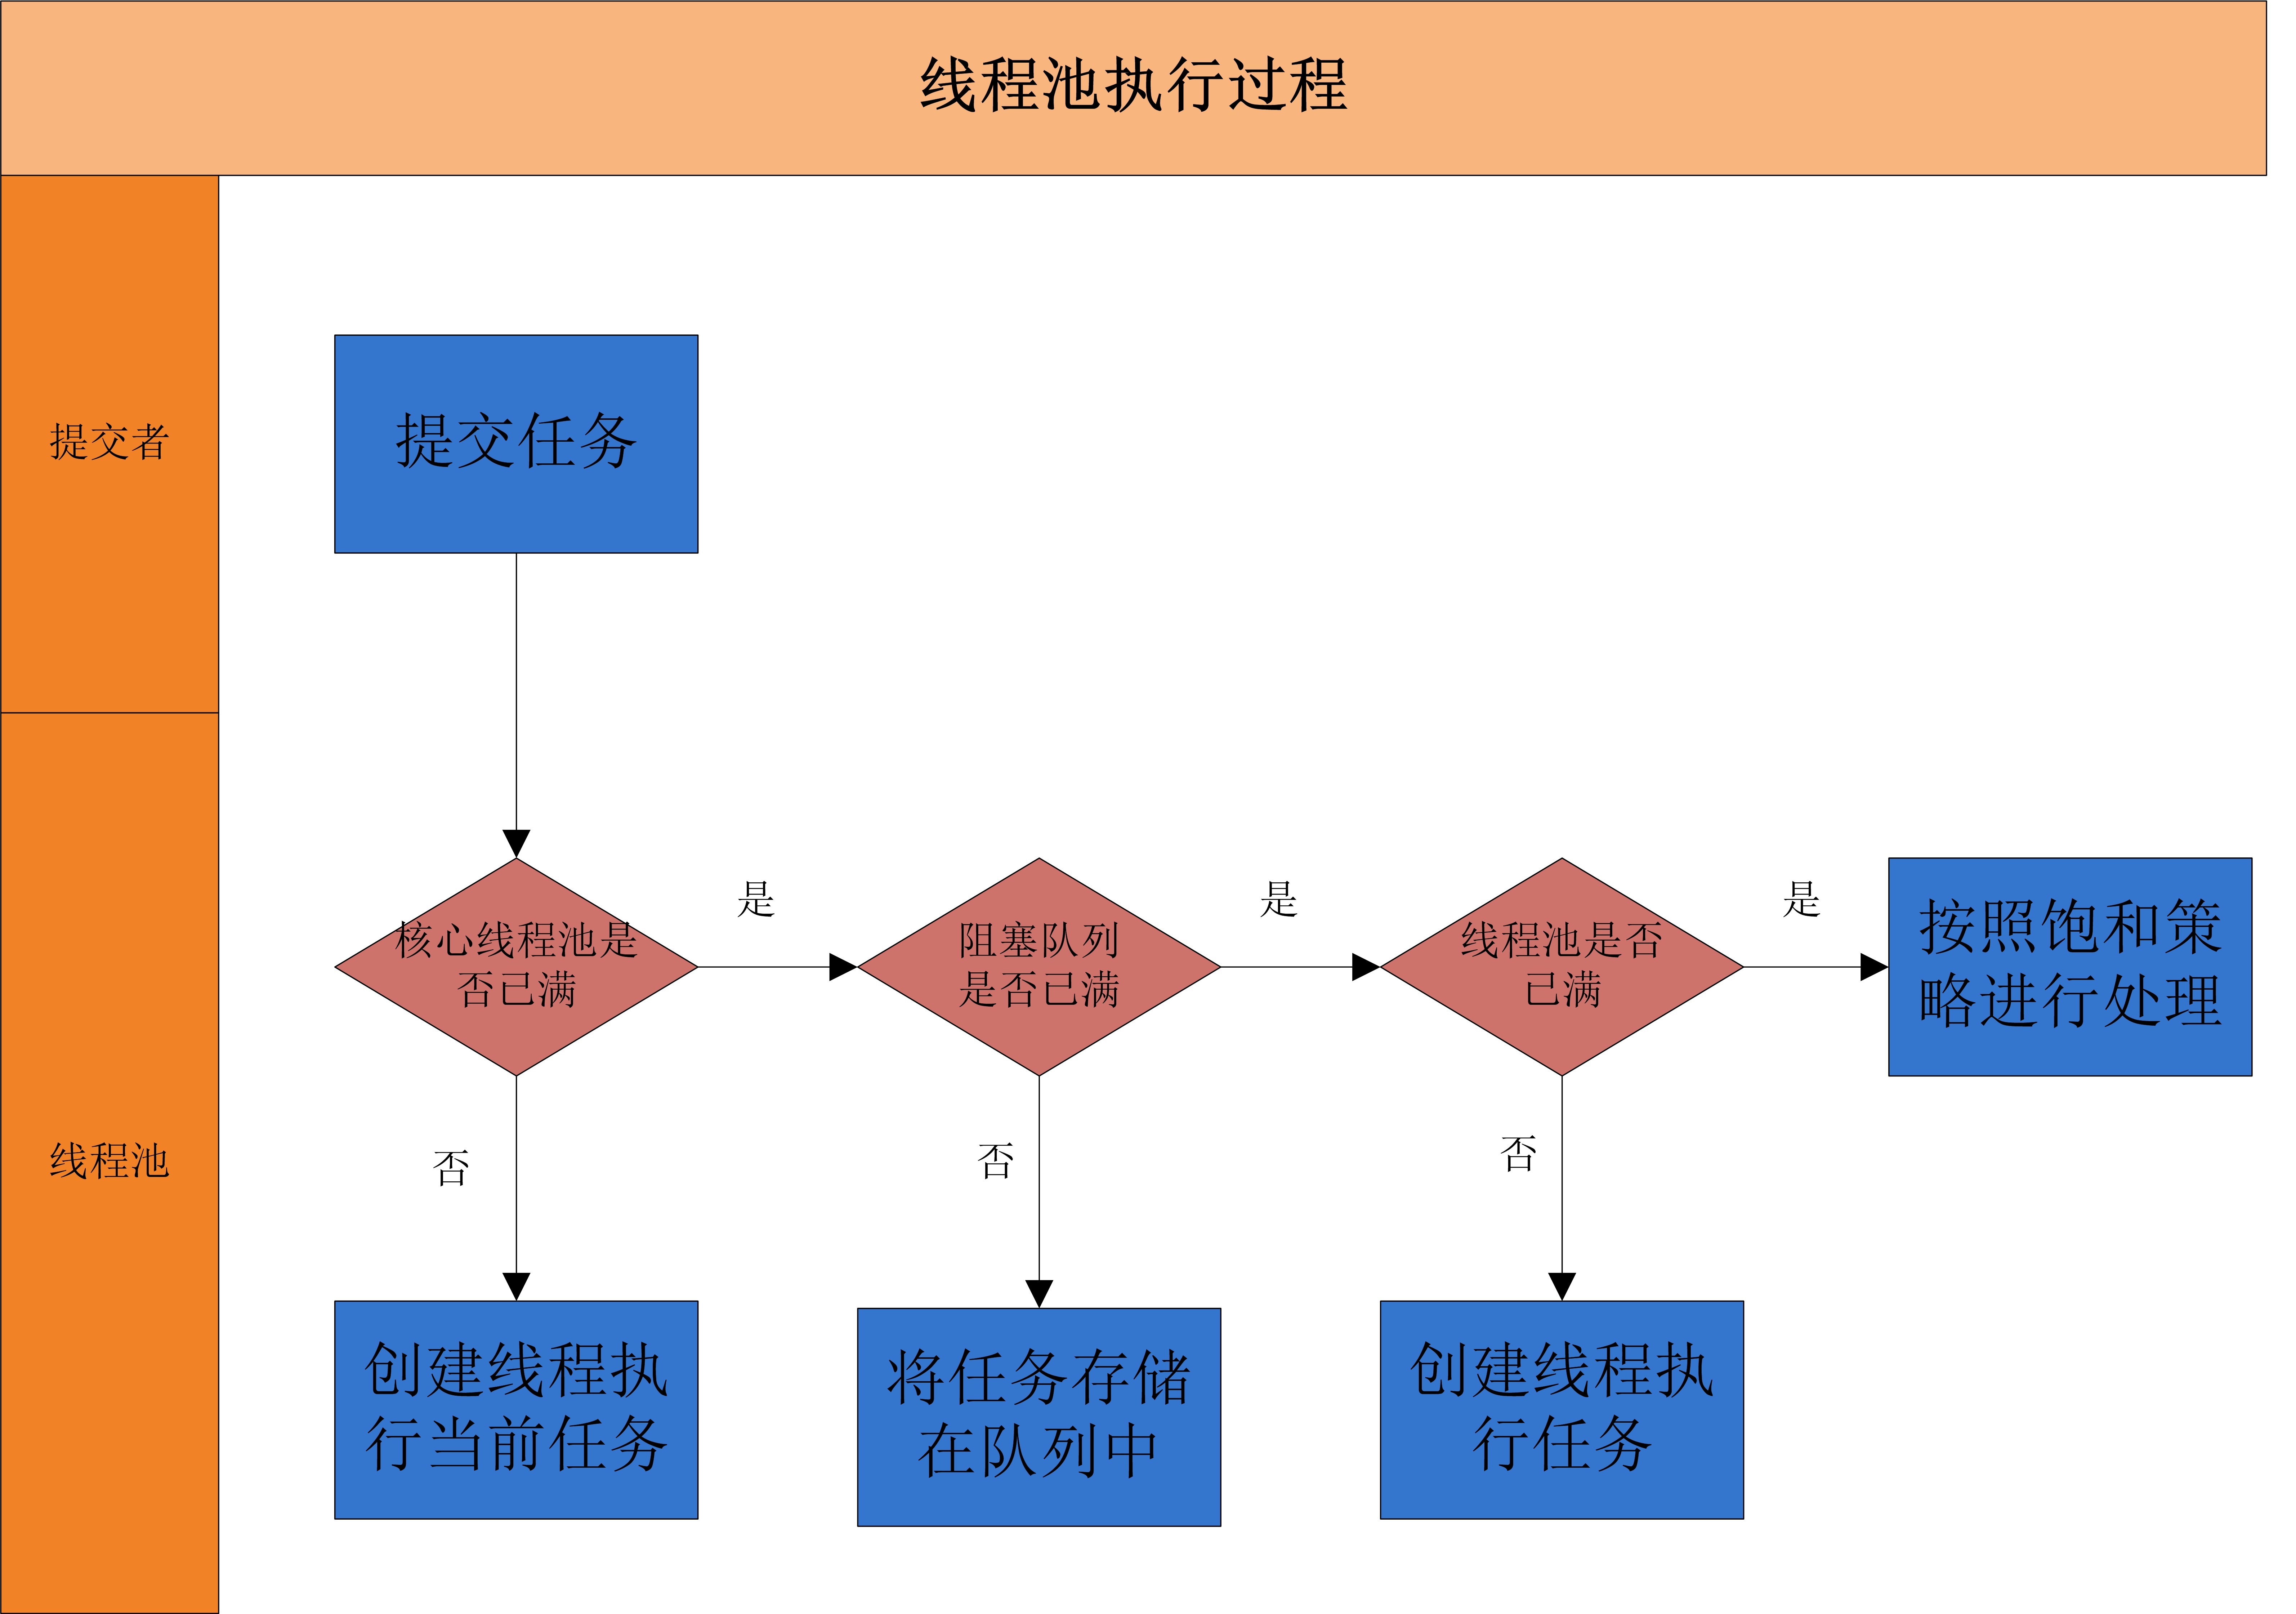 线程池执行过程
提交者
提交任务
线程池
核心线程池是
否已满
是
阻塞队列
是否已满
是
线程池是否
已满
是
按照饱和策
略进行处理
否
否
否
创建线程执
行当前任务
将任务存储
在队列中
创建线程执
行任务